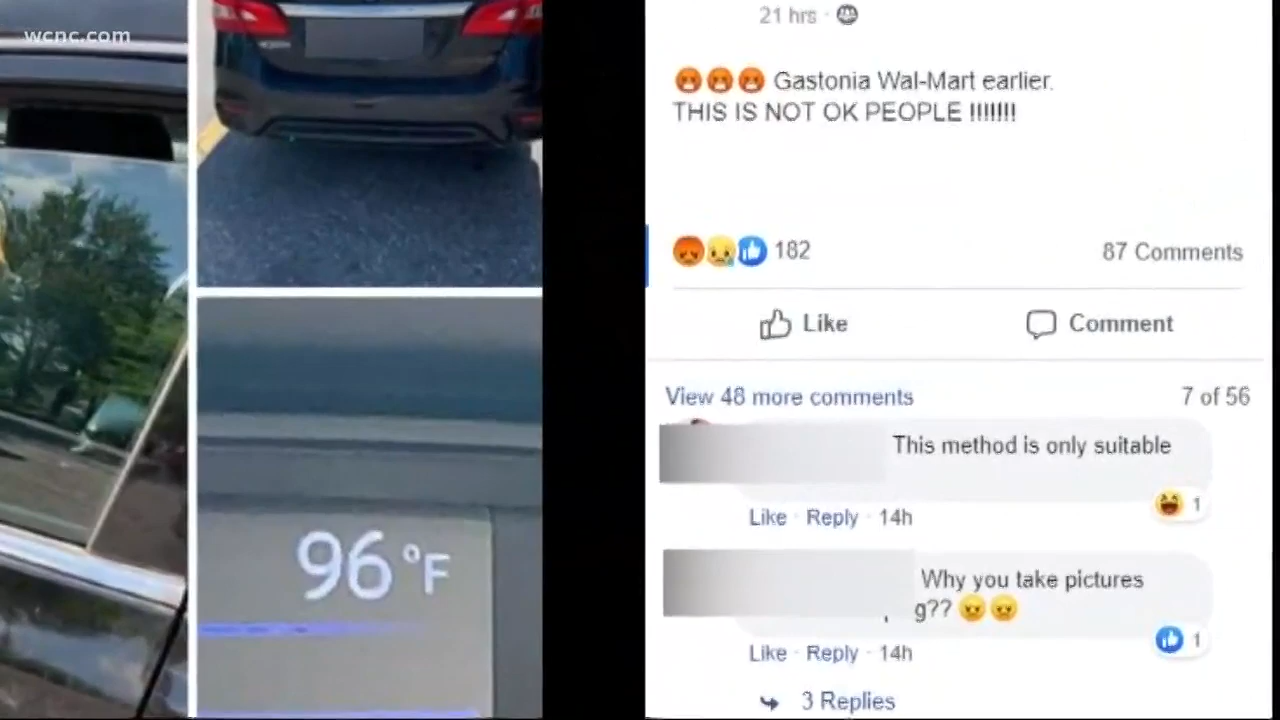 wcnc.com
96°F
21 hrs ·
Gastonia Wal-Mart earlier.
THIS IS NOT OK PEOPLE !!!!!!!
182
87 Comments
Like
Comment
View 48 more comments
7 of 56
This method is only suitable
1
Like · Reply · 14h
Why you take pictures
g??
1
Like · Reply · 14h
3 Replies